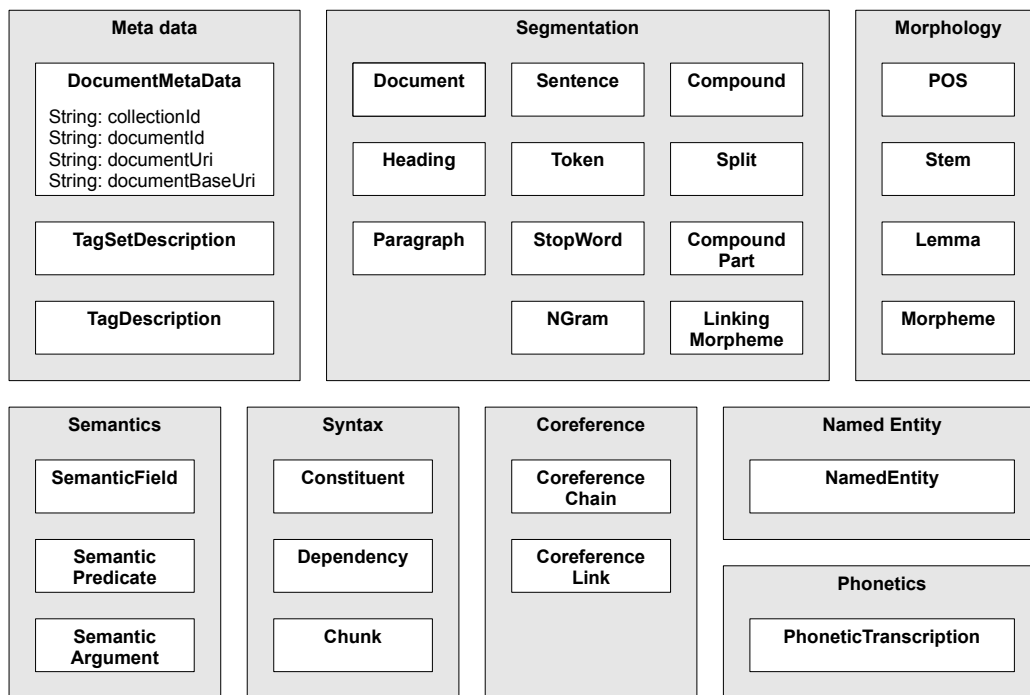 Meta data
DocumentMetaData
String: collectionId
String: documentId
String: documentUri
String: documentBaseUri
TagSetDescription
TagDescription
Segmentation
Document
Sentence
Compound
Heading
Token
Split
Paragraph
StopWord
Compound
Part
NGram
Linking
Morpheme
Morphology
POS
Stem
Lemma
Morpheme
Semantics
SemanticField
Semantic
Predicate
Semantic
Argument
Syntax
Constituent
Dependency
Chunk
Coreference
Coreference
Chain
Coreference
Link
Named Entity
NamedEntity
Phonetics
PhoneticTranscription